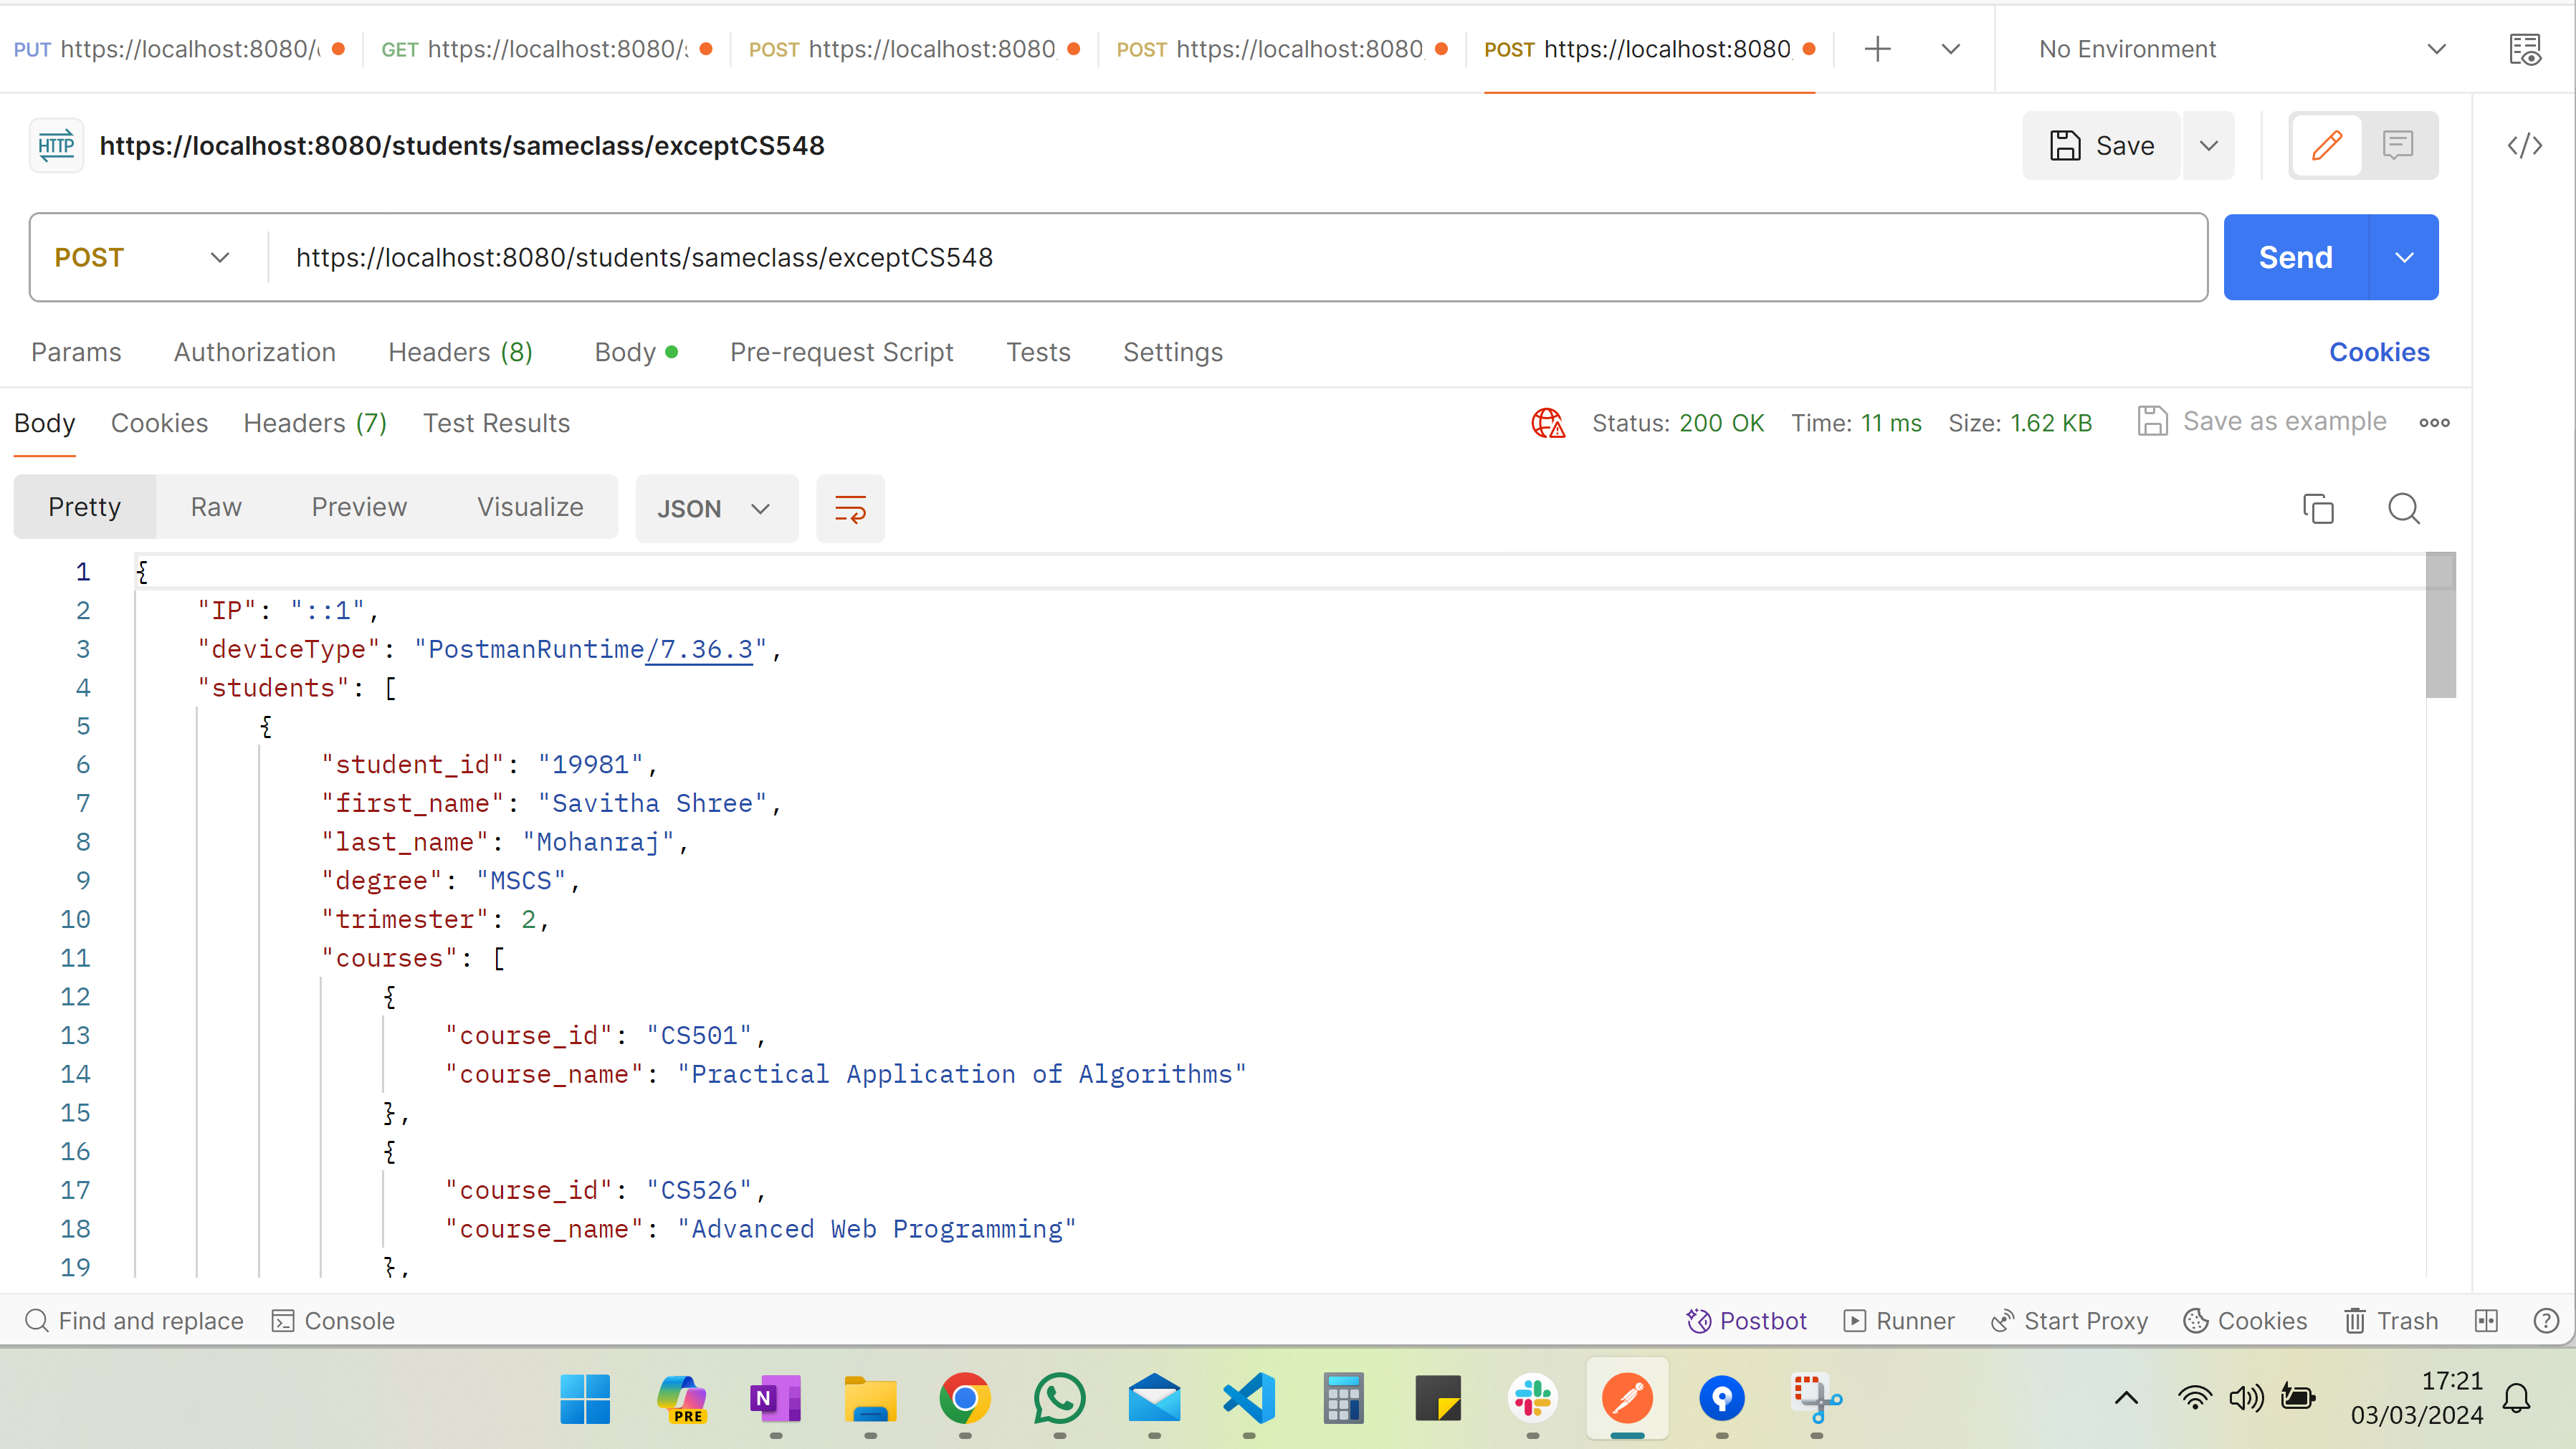 PUT https://localhost:8080/ GET https://localhost:8080/ POST https://localhost:8080 POST https://localhost:8080 POST https://localhost:8080 No Environment
HTTP https://localhost:8080/students/sameclass/exceptCS548 Save
POST https://localhost:8080/students/sameclass/exceptCS548 Send
Params Authorization Headers (8) Body Pre-request Script Tests Settings Cookies
Body Cookies Headers (7) Test Results Status: 200 OK Time: 11 ms Size: 1.62 KB Save as example
Pretty Raw Preview Visualize JSON
1 {
2 "IP": "::1",
3 "deviceType": "PostmanRuntime/7.36.3",
4 "students": [
5 {
6 "student_id": "19981",
7 "first_name": "Savitha Shree",
8 "last_name": "Mohanraj",
9 "degree": "MSCS",
10 "trimester": 2,
11 "courses": [
12 {
13 "course_id": "CS501",
14 "course_name": "Practical Application of Algorithms"
15 },
16 {
17 "course_id": "CS526",
18 "course_name": "Advanced Web Programming"
19 },
Find and replace Console Postbot Runner Start Proxy Cookies Trash
PRE N 17:21
03/03/2024